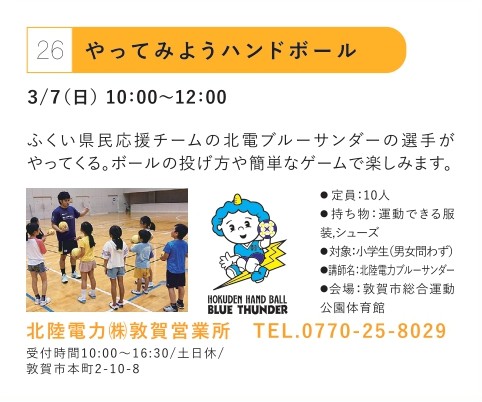 26 やってみようハンドボール
3/7(日) 10:00～12:00
ふくい県民応援チームの北電ブルーサンダーの選手が
やってくる。ボールの投げ方や簡単なゲームで楽しみます。
HOKUDEN HAND BALL
BLUE THUNDER
●定員:10人
●持ち物:運動できる服
装,シューズ
●対象:小学生(男女問わず)
●講師名:北陸電力ブルーサンダー
●会場:敦賀市総合運動
公園体育館
北陸電力㈱敦賀営業所 TEL.0770-25-8029
受付時間10:00～16:30/土日休/
敦賀市本町2-10-8